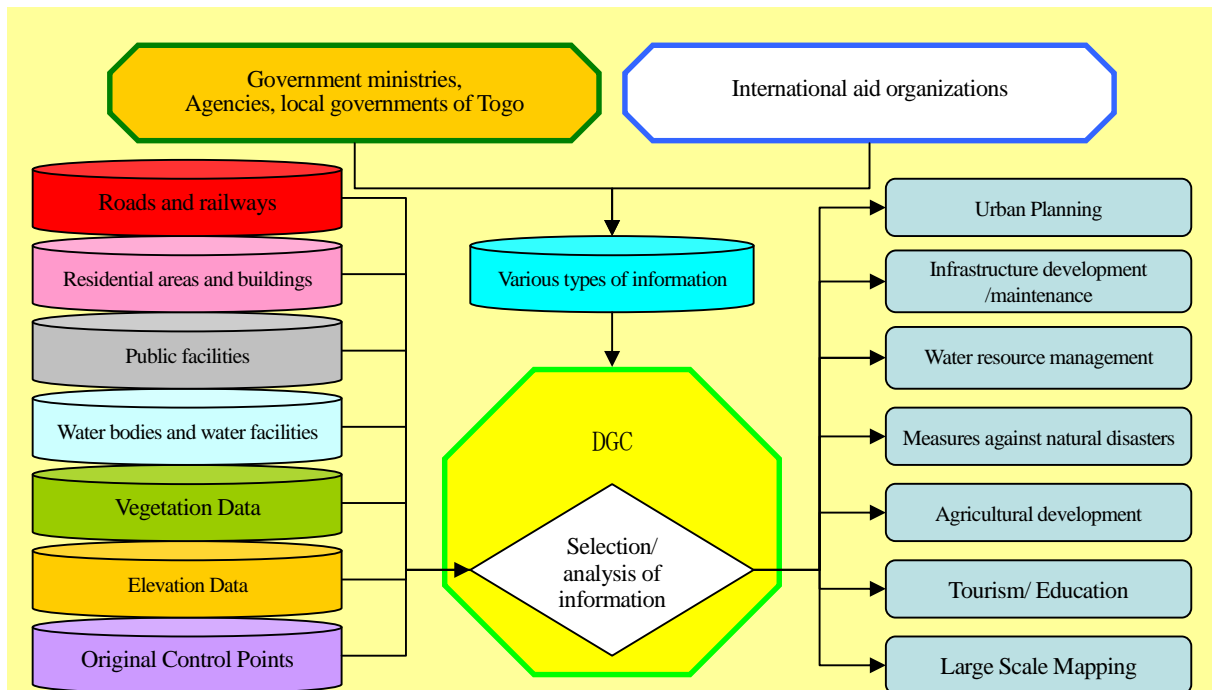 Government ministries,
Agencies, local governments of Togo
International aid organizations
Roads and railways
Residential areas and buildings
Public facilities
Water bodies and water facilities
Vegetation Data
Elevation Data
Original Control Points
Various types of information
DGC
Selection/
analysis of
information
Urban Planning
Infrastructure development
/maintenance
Water resource management
Measures against natural disasters
Agricultural development
Tourism/ Education
Large Scale Mapping